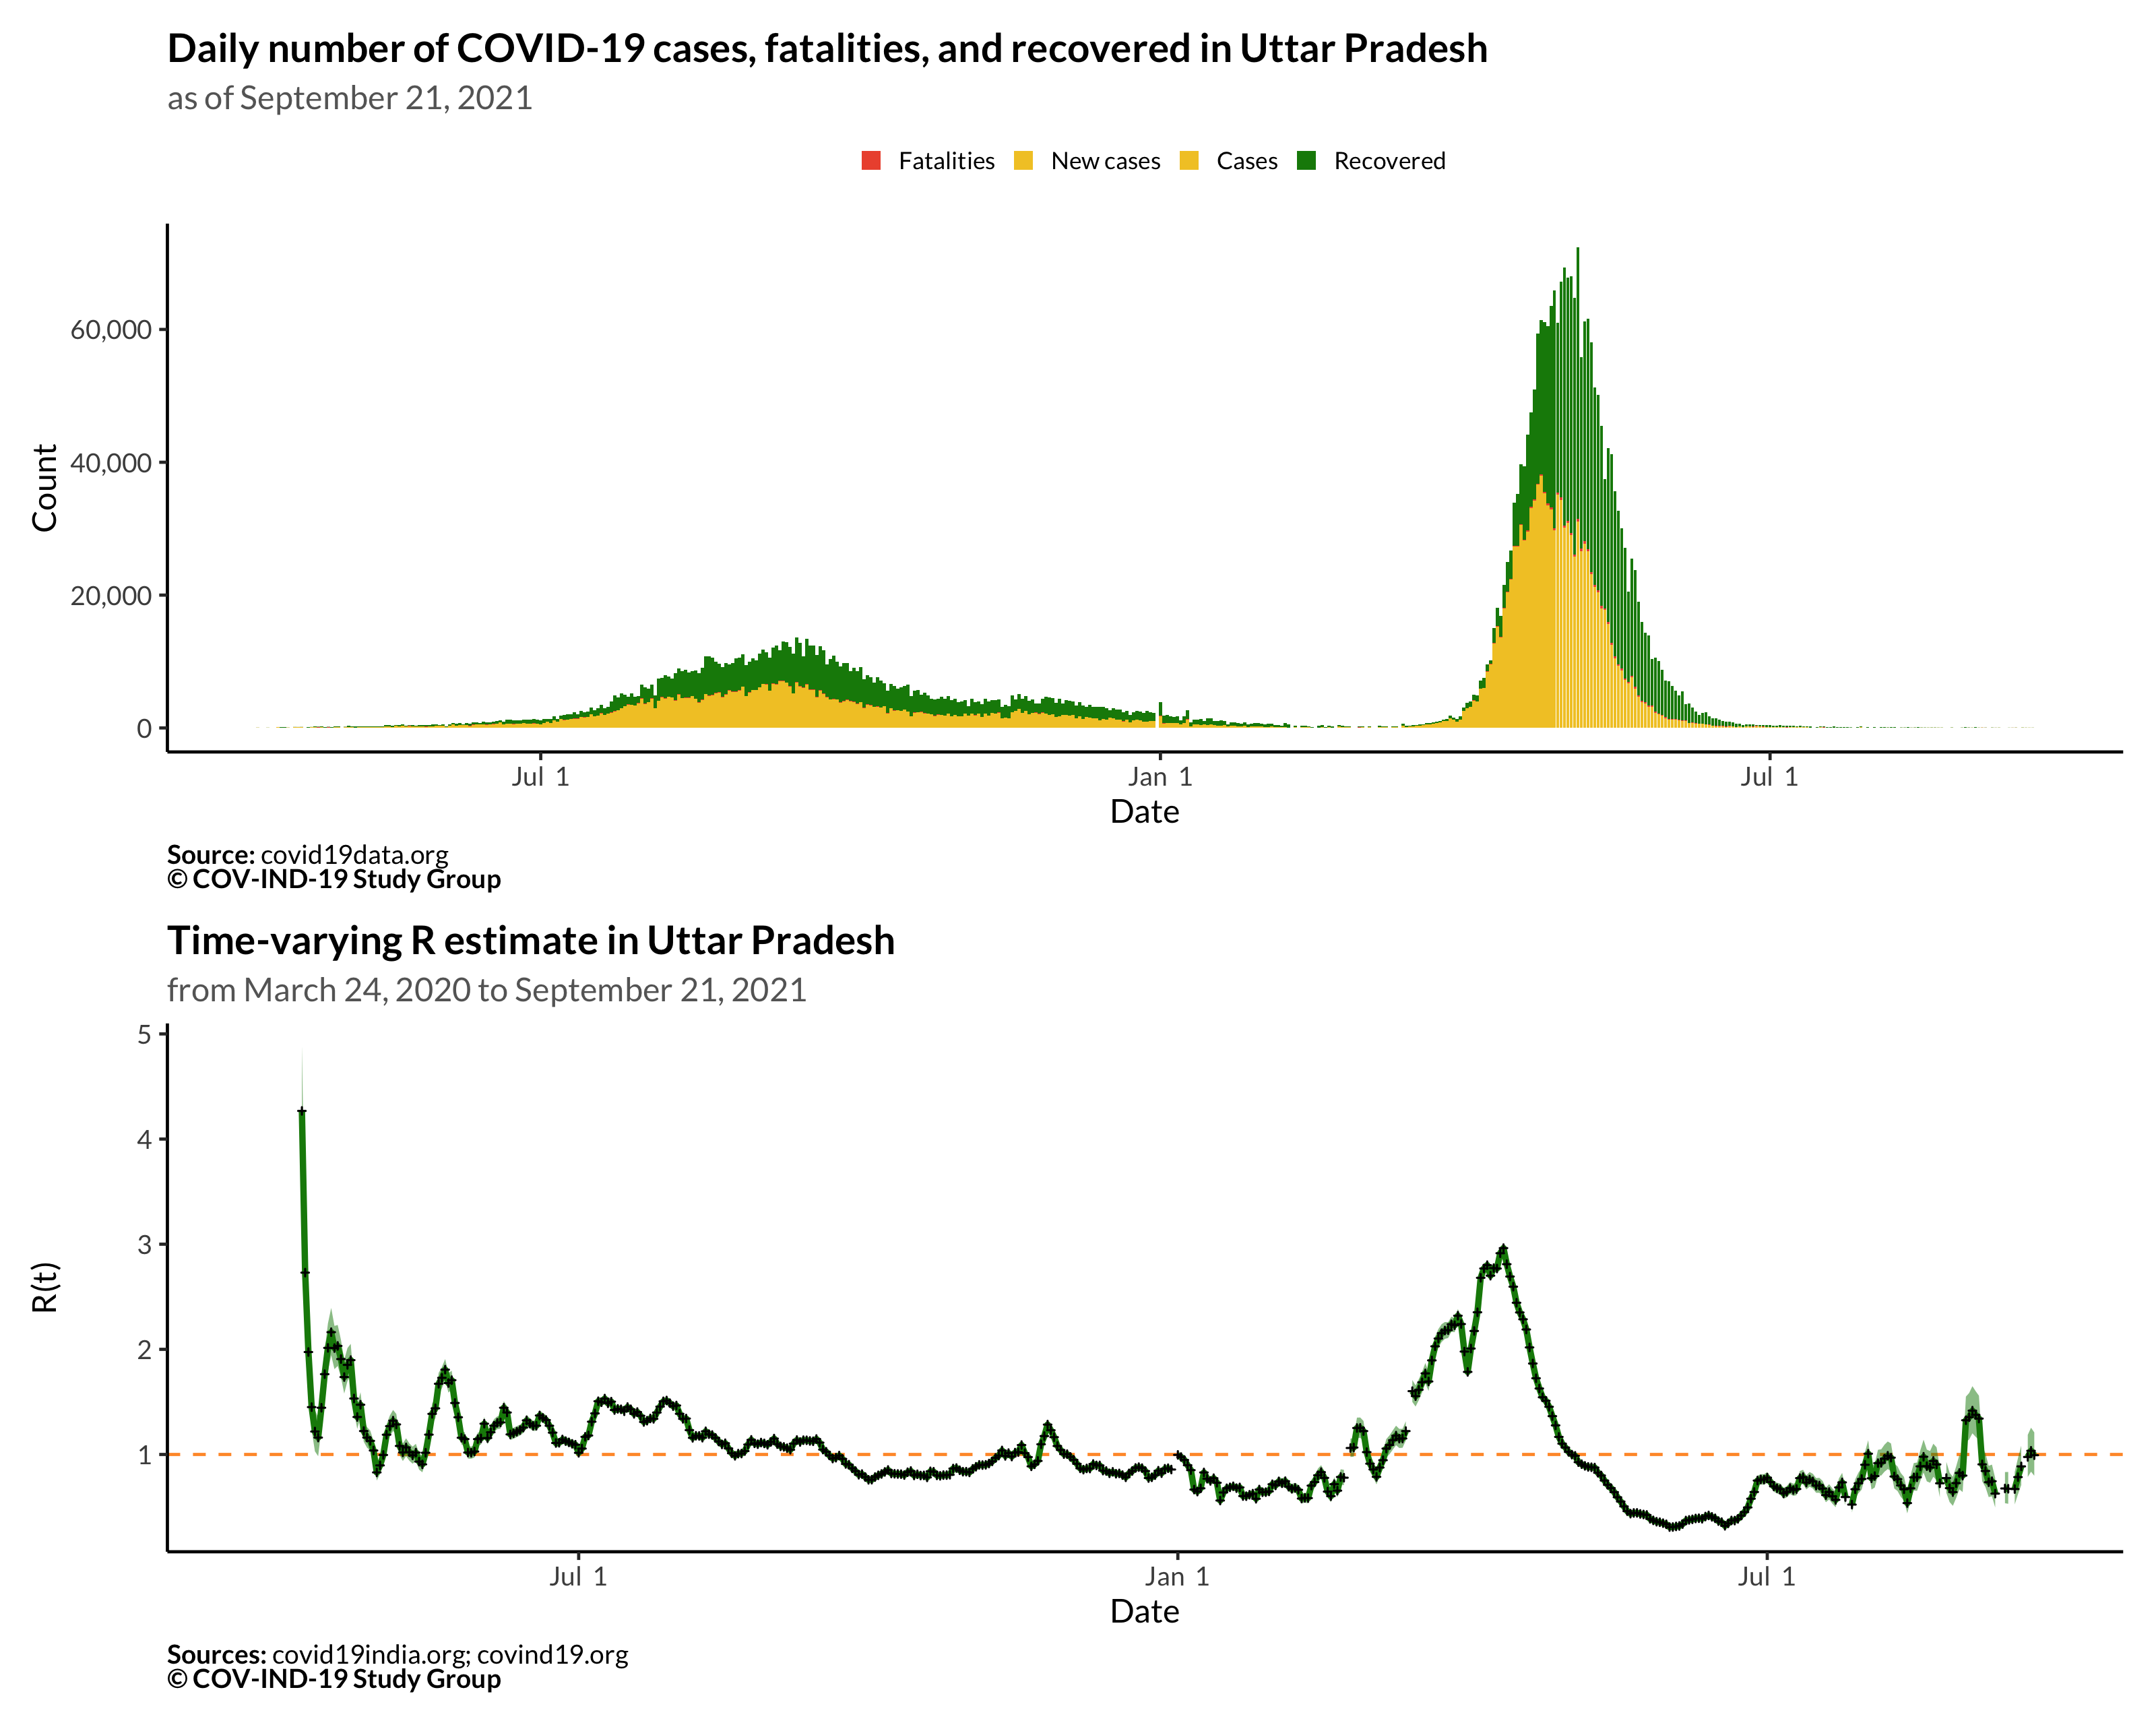 Daily number of COVID-19 cases, fatalities, and recovered in Uttar Pradesh
as of September 21, 2021
Fatalities New cases Cases Recovered
Count
60,000
40,000
20,000
0
Jul 1 Jan 1 Jul 1
Date
Source: covid19data.org
© COV-IND-19 Study Group
Time-varying R estimate in Uttar Pradesh
from March 24, 2020 to September 21, 2021
R(t)
5
4
3
2
1
Jul 1 Jan 1 Jul 1
Date
Sources: covid19india.org; covind19.org
© COV-IND-19 Study Group